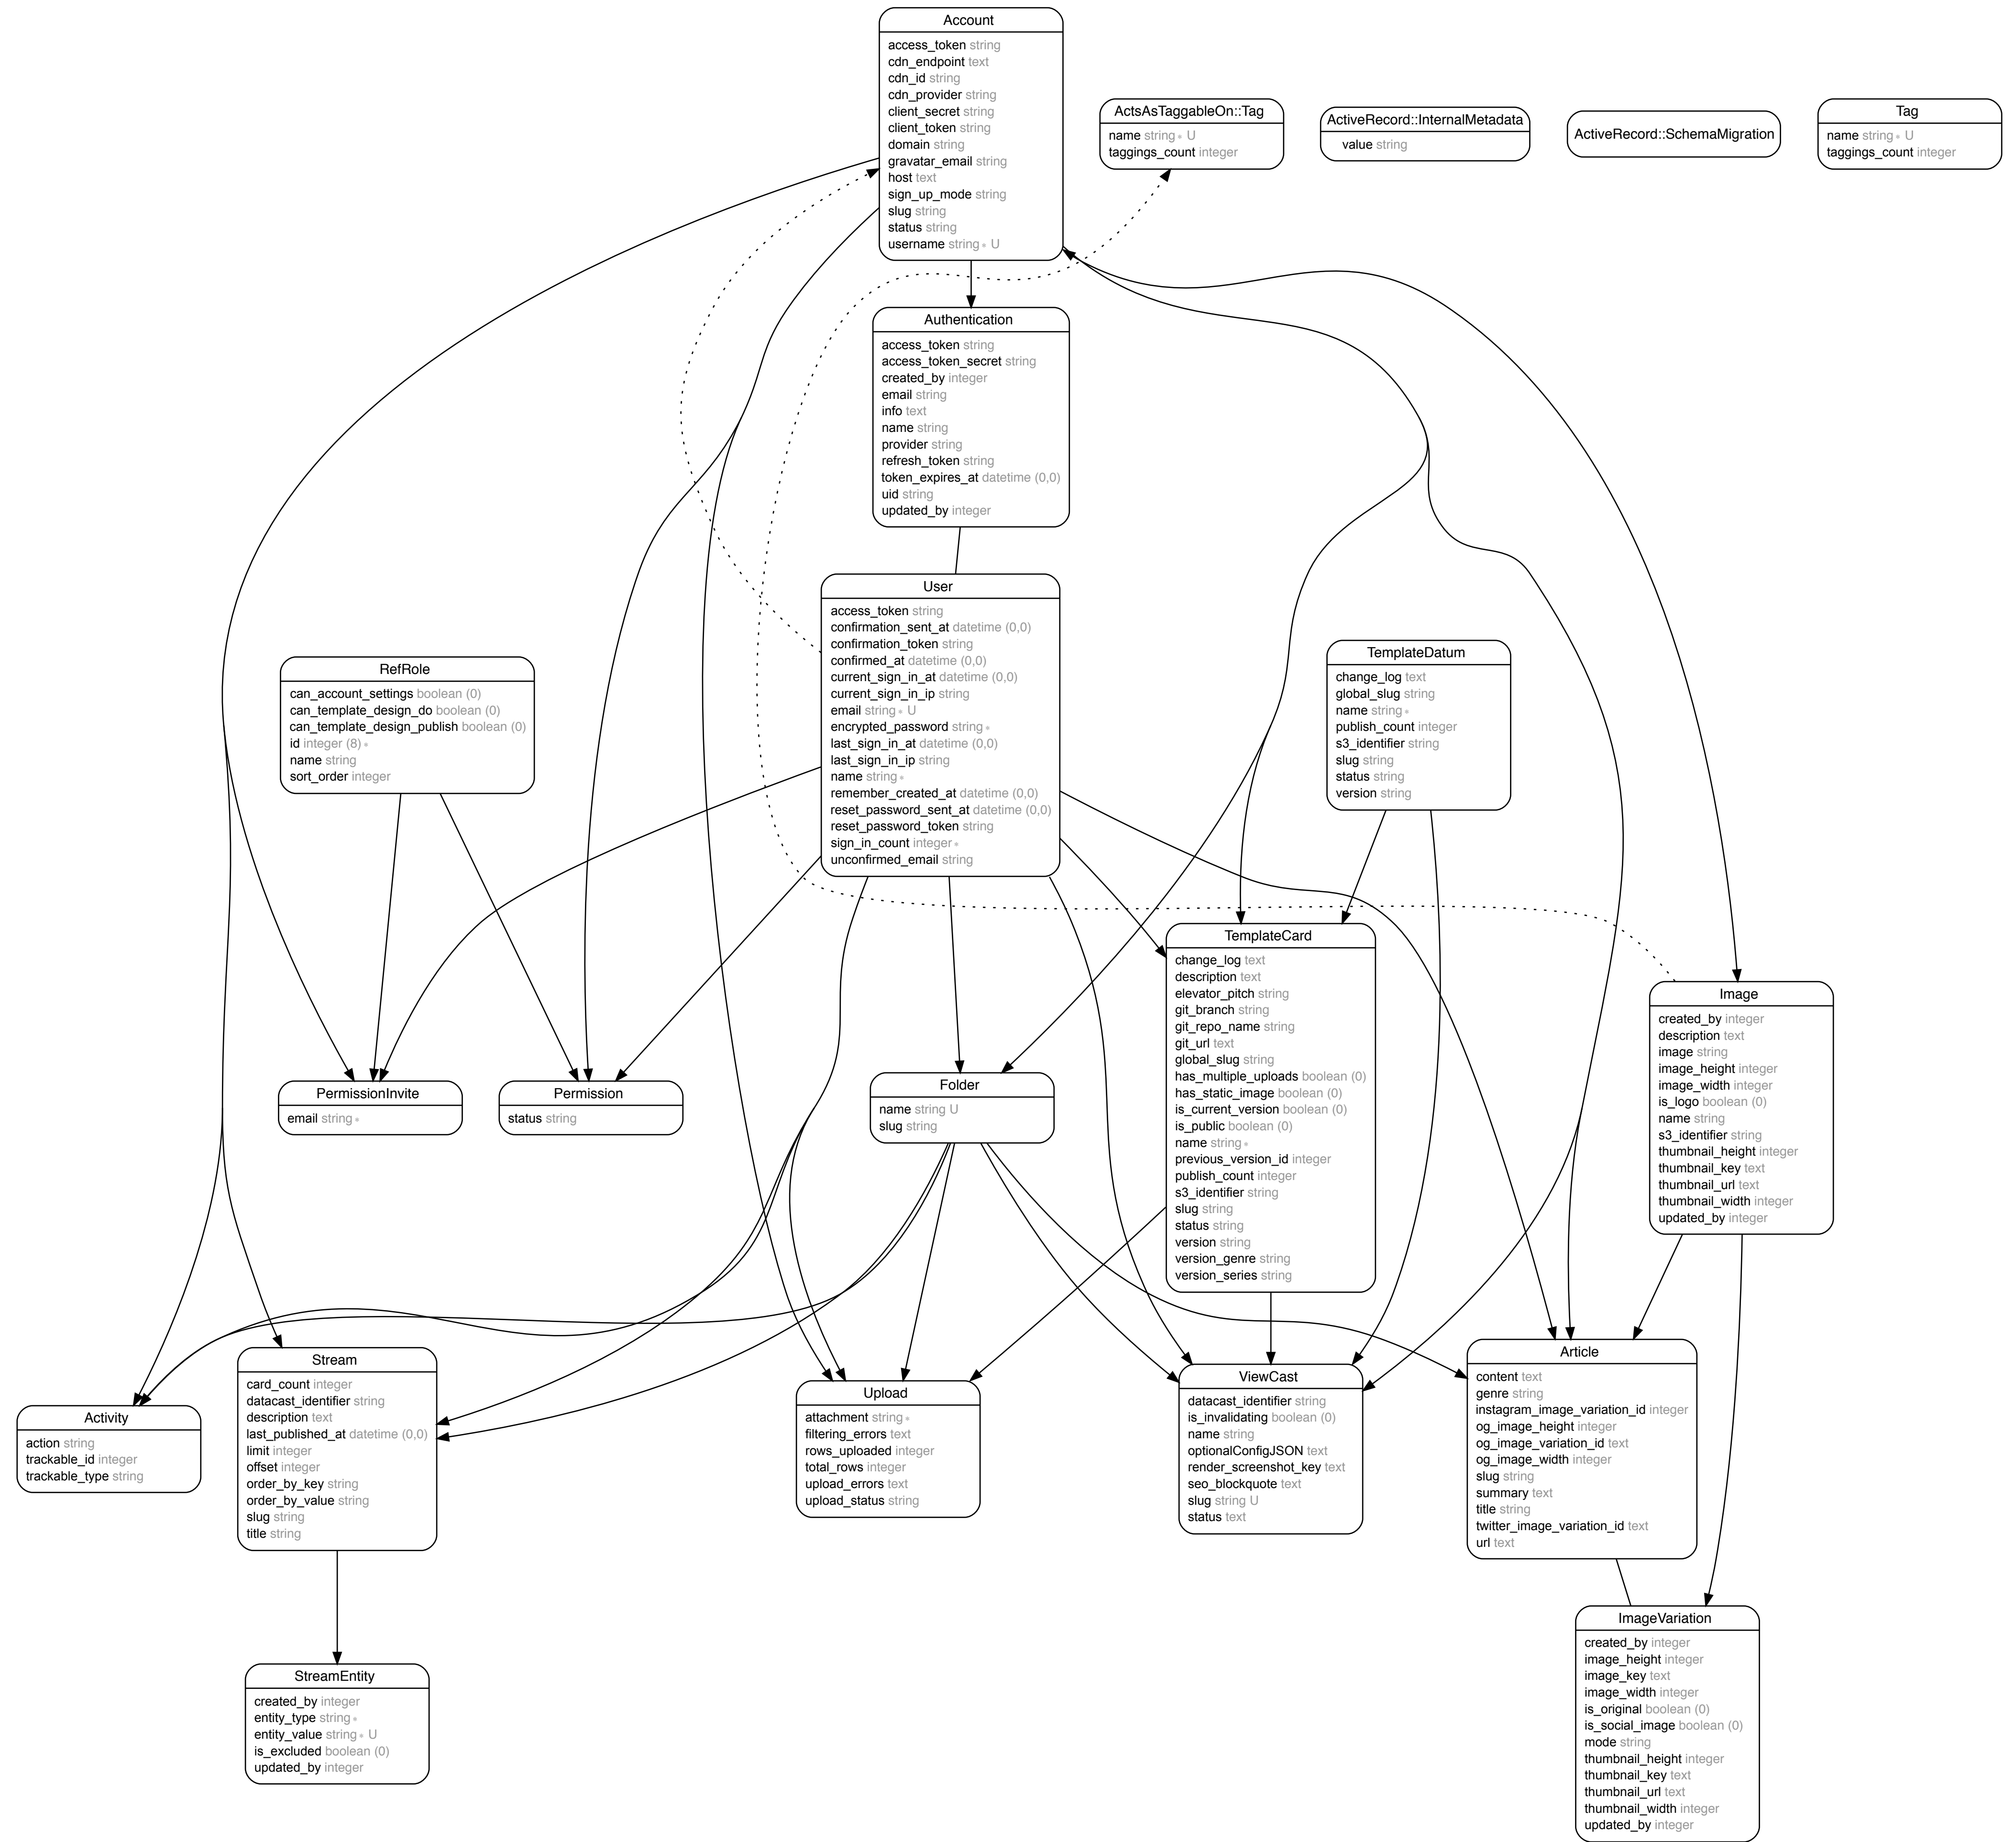 Account
access_token string
cdn_endpoint text
cdn_id string
cdn_provider string
client_secret string
client_token string
domain string
gravatar_email string
host text
sign_up_mode string
slug string
status string
username string∗ U
ActsAsTaggableOn::Tag
name string∗ U
taggings_count integer
ActiveRecord::InternalMetadata
value string
ActiveRecord::SchemaMigration
Tag
name string∗ U
taggings_count integer
Authentication
access_token string
access_token_secret string
created_by integer
email string
info text
name string
provider string
refresh_token string
token_expires_at datetime (0,0)
uid string
updated_by integer
User
access_token string
confirmation_sent_at datetime (0,0)
confirmation_token string
confirmed_at datetime (0,0)
current_sign_in_at datetime (0,0)
current_sign_in_ip string
email string∗ U
encrypted_password string∗
last_sign_in_at datetime (0,0)
last_sign_in_ip string
name string∗
remember_created_at datetime (0,0)
reset_password_sent_at datetime (0,0)
reset_password_token string
sign_in_count integer∗
unconfirmed_email string
RefRole
can_account_settings boolean (0)
can_template_design_do boolean (0)
can_template_design_publish boolean (0)
id integer (8)∗
name string
sort_order integer
TemplateDatum
change_log text
global_slug string
name string∗
publish_count integer
s3_identifier string
slug string
status string
version string
TemplateCard
change_log text
description text
elevator_pitch string
git_branch string
git_repo_name string
git_url text
global_slug string
has_multiple_uploads boolean (0)
has_static_image boolean (0)
is_current_version boolean (0)
is_public boolean (0)
name string∗
previous_version_id integer
publish_count integer
s3_identifier string
slug string
status string
version string
version_genre string
version_series string
Image
created_by integer
description text
image string
image_height integer
image_width integer
is_logo boolean (0)
name string
s3_identifier string
thumbnail_height integer
thumbnail_key text
thumbnail_url text
thumbnail_width integer
updated_by integer
PermissionInvite
email string∗
Permission
status string
Folder
name string U
slug string
Activity
action string
trackable_id integer
trackable_type string
Stream
card_count integer
datacast_identifier string
description text
last_published_at datetime (0,0)
limit integer
offset integer
order_by_key string
order_by_value string
slug string
title string
Upload
attachment string∗
filtering_errors text
rows_uploaded integer
total_rows integer
upload_errors text
upload_status string
ViewCast
datacast_identifier string
is_invalidating boolean (0)
name string
optionalConfigJSON text
render_screenshot_key text
seo_blockquote text
slug string U
status text
Article
content text
genre string
instagram_image_variation_id integer
og_image_height integer
og_image_variation_id text
og_image_width integer
slug string
summary text
title string
twitter_image_variation_id text
url text
StreamEntity
created_by integer
entity_type string∗
entity_value string∗ U
is_excluded boolean (0)
updated_by integer
ImageVariation
created_by integer
image_height integer
image_key text
image_width integer
is_original boolean (0)
is_social_image boolean (0)
mode string
thumbnail_height integer
thumbnail_key text
thumbnail_url text
thumbnail_width integer
updated_by integer